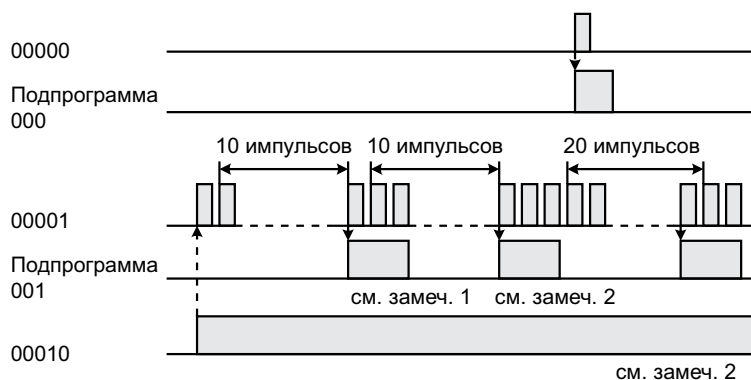 00000
Подпрограмма
000
10 импульсов 10 импульсов 20 импульсов
00001
Подпрограмма
001
см. замеч. 1 см. замеч. 2
00010
см. замеч. 2